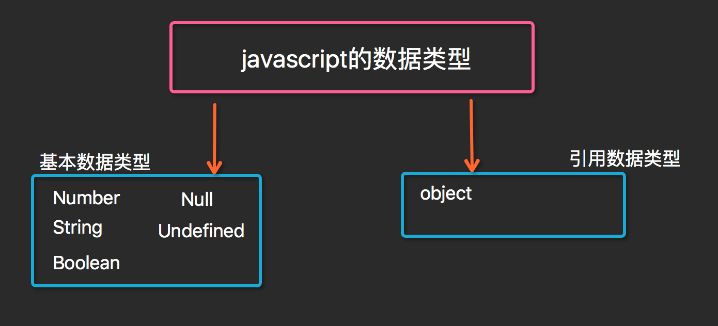 javascript的数据类型
基本数据类型
引用数据类型
Number Null
String Undefined
Boolean
object